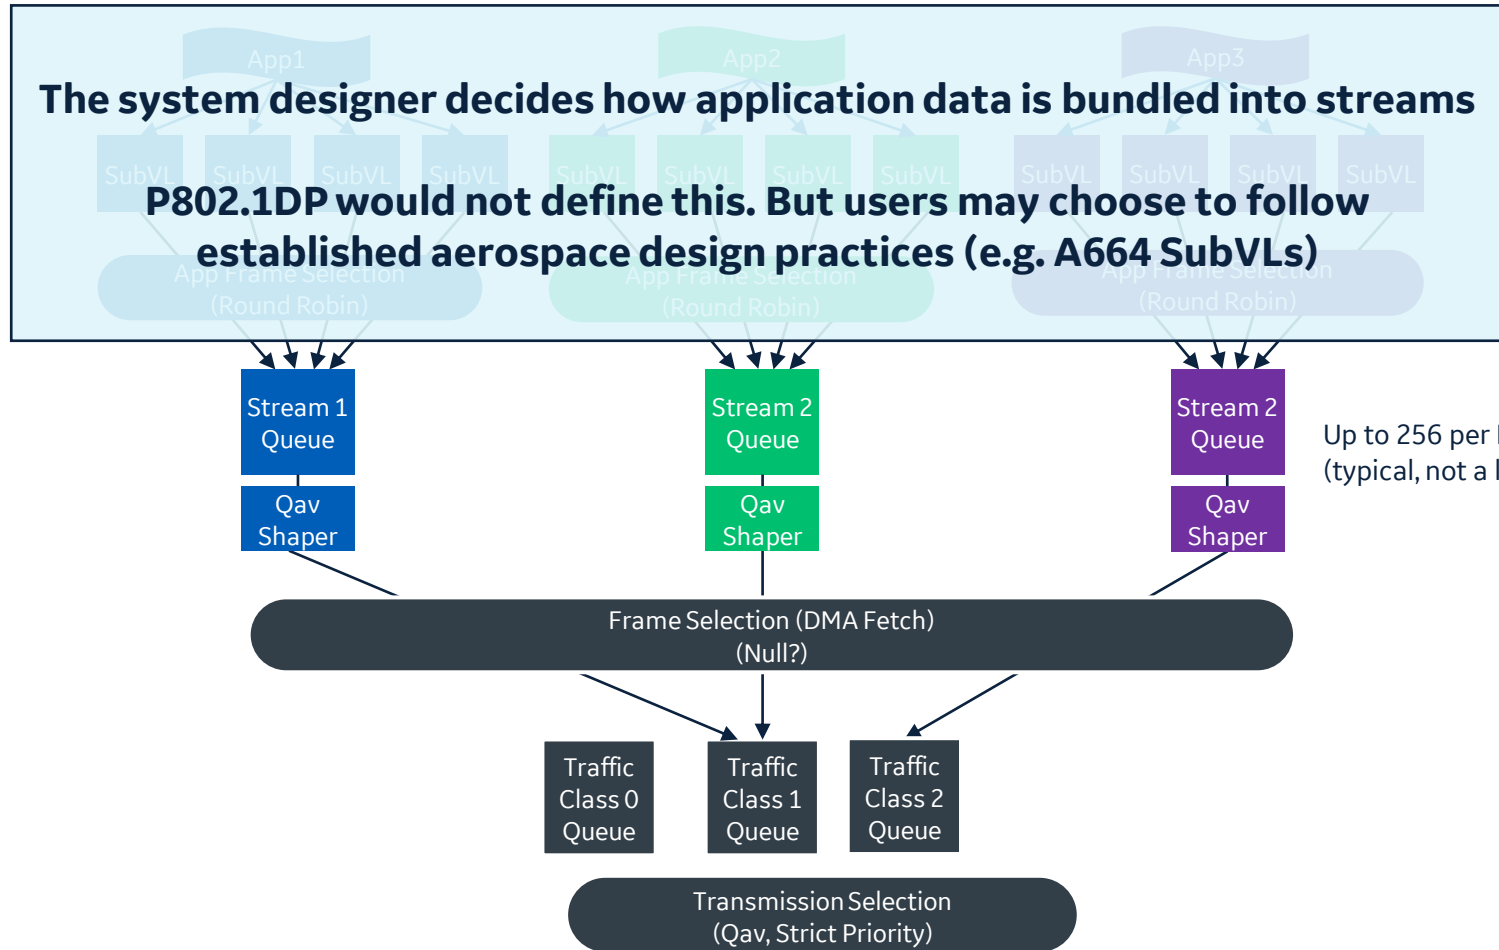 App1
App2
App3
The system designer decides how application data is bundled into streams
SubVL
SubVL
SubVL
SubVL
SubVL
SubVL
SubVL
SubVL
SubVL
SubVL
SubVL
SubVL
P802.1DP would not define this. But users may choose to follow
established aerospace design practices (e.g. A664 SubVLs)
App Frame Selection
(Round Robin)
App Frame Selection
(Round Robin)
App Frame Selection
(Round Robin)
Stream 1
Queue
Stream 2
Queue
Stream 2
Queue
Up to 256 per
(typical, not a
Qav
Shaper
Qav
Shaper
Qav
Shaper
Frame Selection (DMA Fetch)
(Null?)
Traffic
Class 0
Queue
Traffic
Class 1
Queue
Traffic
Class 2
Queue
Transmission Selection
(Qav, Strict Priority)